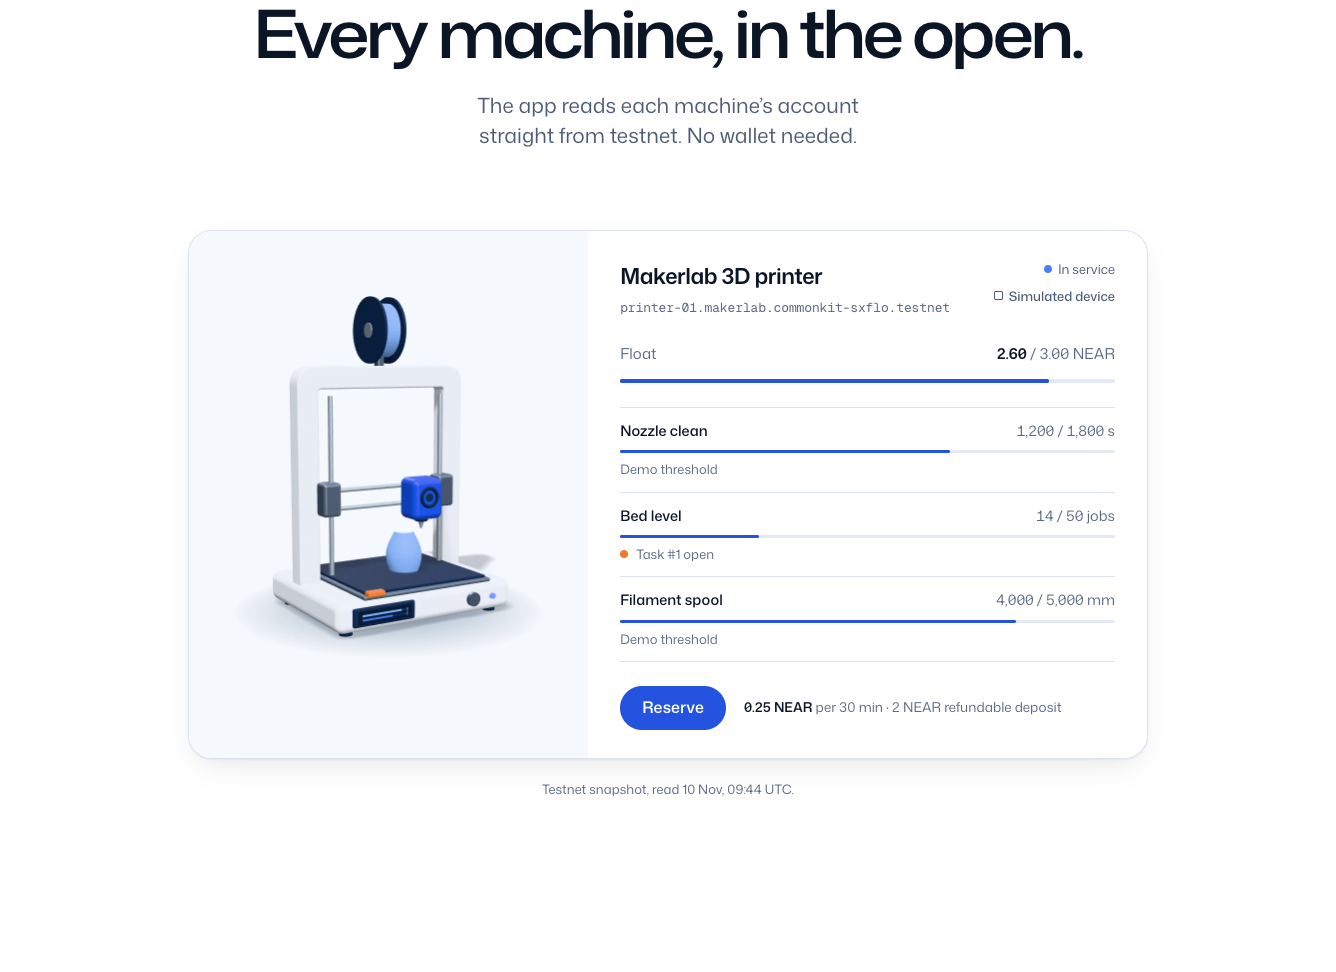 Every machine, in the open.
The app reads each machine’s account
straight from testnet. No wallet needed.
Makerlab 3D printer
In service
printer-01.makerlab.commonkit-sxflo.testnet
Simulated device
Float
2.60 / 3.00 NEAR
Nozzle clean
1,200 / 1,800 s
Demo threshold
Bed level
14 / 50 jobs
Task #1 open
Filament spool
4,000 / 5,000 mm
Demo threshold
Reserve
0.25 NEAR per 30 min · 2 NEAR refundable deposit
Testnet snapshot, read 10 Nov, 09:44 UTC.